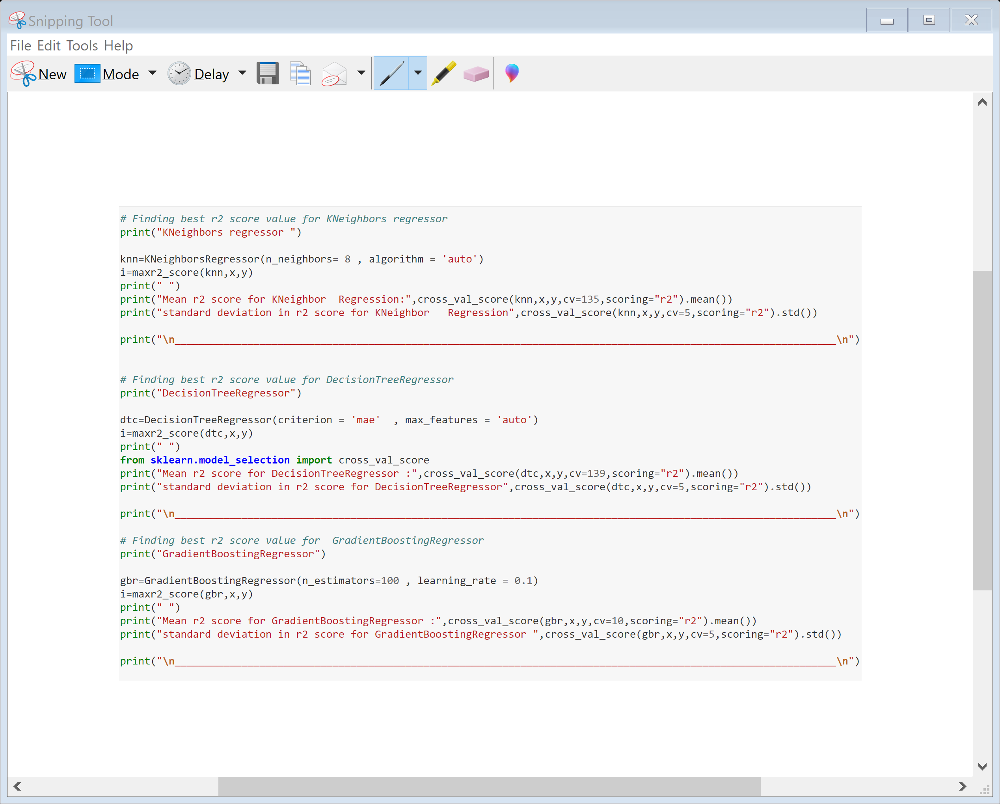 Snipping Tool
File Edit Tools Help
New Mode Delay
# Finding best r2 score value for KNeighbors regressor
print("KNeighbors regressor ")
knn=KNeighborsRegressor(n_neighbors= 8 , algorithm = 'auto')
i=maxr2_score(knn,x,y)
print(" ")
print("Mean r2 score for KNeighbor  Regression:",cross_val_score(knn,x,y,cv=135,scoring="r2").mean())
print("standard deviation in r2 score for KNeighbor   Regression",cross_val_score(knn,x,y,cv=5,scoring="r2").std())
print("\n_____________________________________________________________________________________________________________\n")
# Finding best r2 score value for DecisionTreeRegressor
print("DecisionTreeRegressor")
dtc=DecisionTreeRegressor(criterion = 'mae'  , max_features = 'auto')
i=maxr2_score(dtc,x,y)
print(" ")
from sklearn.model_selection import cross_val_score
print("Mean r2 score for DecisionTreeRegressor :",cross_val_score(dtc,x,y,cv=139,scoring="r2").mean())
print("standard deviation in r2 score for DecisionTreeRegressor",cross_val_score(dtc,x,y,cv=5,scoring="r2").std())
print("\n_____________________________________________________________________________________________________________\n")
# Finding best r2 score value for  GradientBoostingRegressor
print("GradientBoostingRegressor")
gbr=GradientBoostingRegressor(n_estimators=100 , learning_rate = 0.1)
i=maxr2_score(gbr,x,y)
print(" ")
print("Mean r2 score for GradientBoostingRegressor :",cross_val_score(gbr,x,y,cv=10,scoring="r2").mean())
print("standard deviation in r2 score for GradientBoostingRegressor ",cross_val_score(gbr,x,y,cv=5,scoring="r2").std())
print("\n_____________________________________________________________________________________________________________\n")